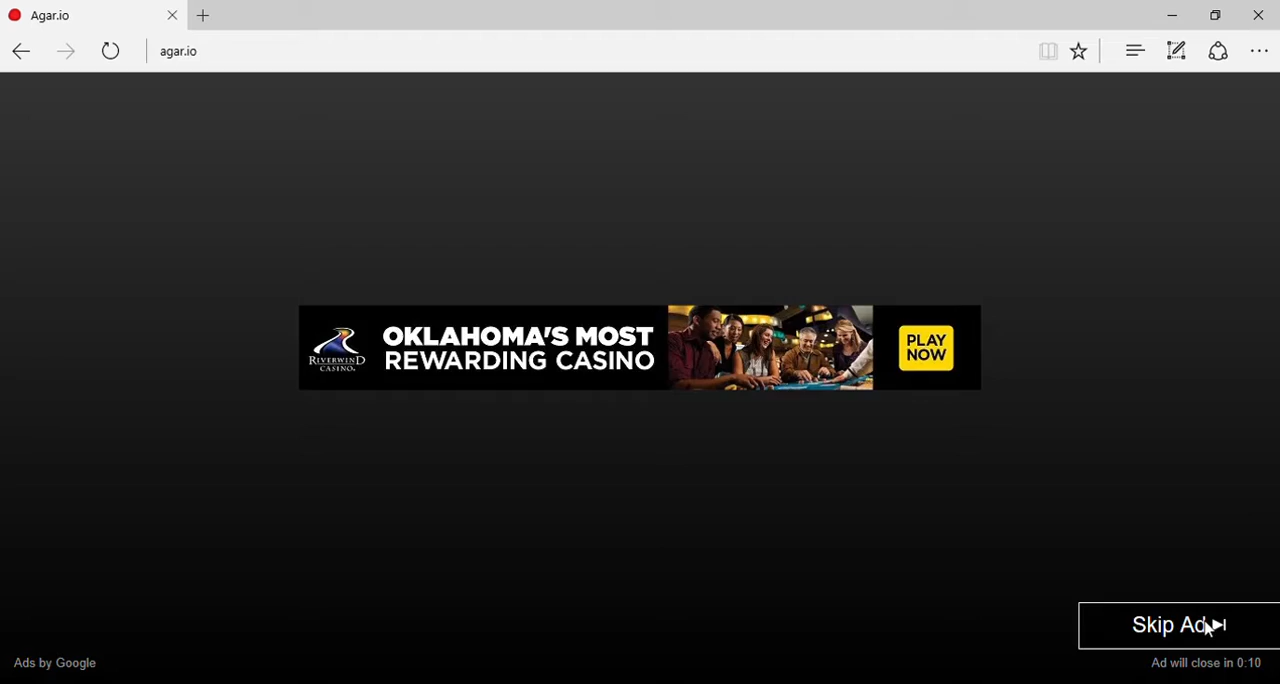 Agar.io
agar.io
RIVERWIND
CASINO.
OKLAHOMA'S MOST
REWARDING CASINO
PLAY
NOW
Skip Ad
Ads by Google
Ad will close in 0:10